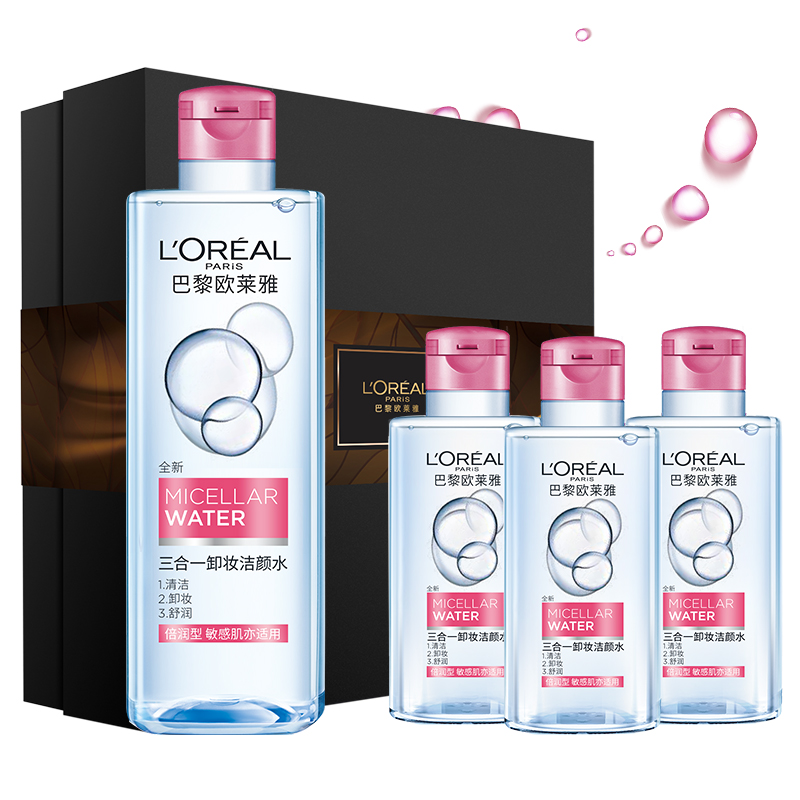 L'ORÉAL
PARIS
巴黎欧莱雅
全新
MICELLAR
WATER
三合一卸妆洁颜水
1.清洁
2.卸妆
3.舒润
倍润型 敏感肌亦适用
L'ORÉAL
PARIS
巴黎欧莱雅
L'ORÉAL
PARIS
巴黎欧莱雅
全新
MICELLAR
WATER
三合一卸妆洁颜水
1.清洁
2.卸妆
3.舒润
倍润型 敏感肌亦适用
L'ORÉAL
PARIS
巴黎欧莱雅
全新
MICELLAR
WATER
三合一卸妆洁颜水
1.清洁
2.卸妆
3.舒润
倍润型 敏感肌亦适用
L'ORÉAL
PARIS
巴黎欧莱雅
全新
MICELLAR
WATER
三合一卸妆洁颜水
1.清洁
2.卸妆
3.舒润
倍润型 敏感肌亦适用